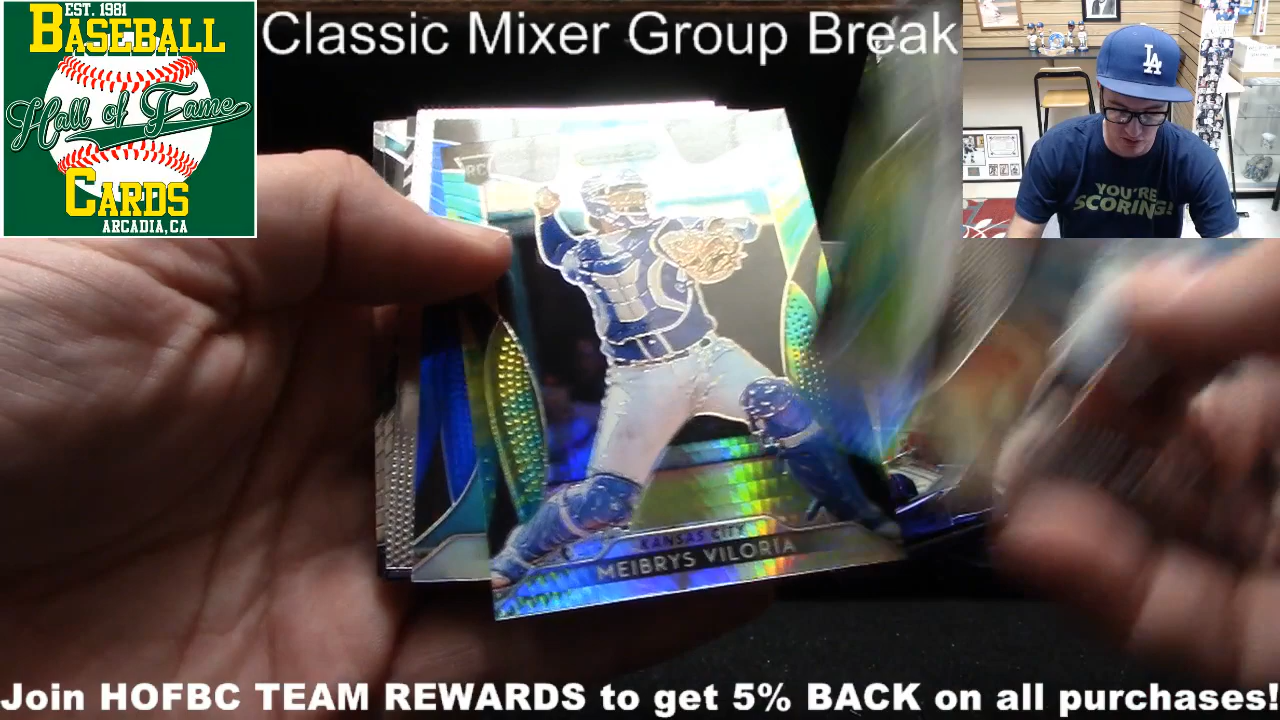 EST. 1981
BASEBALL
Hall of Fame
CARDS
ARCADIA, CA
Classic Mixer Group Break
LA
YOU'RE
SCORING!
RC
KANSAS CITY
MEIBRYS VILORIA
Join HOFBC TEAM REWARDS to get 5% BACK on all purchases!